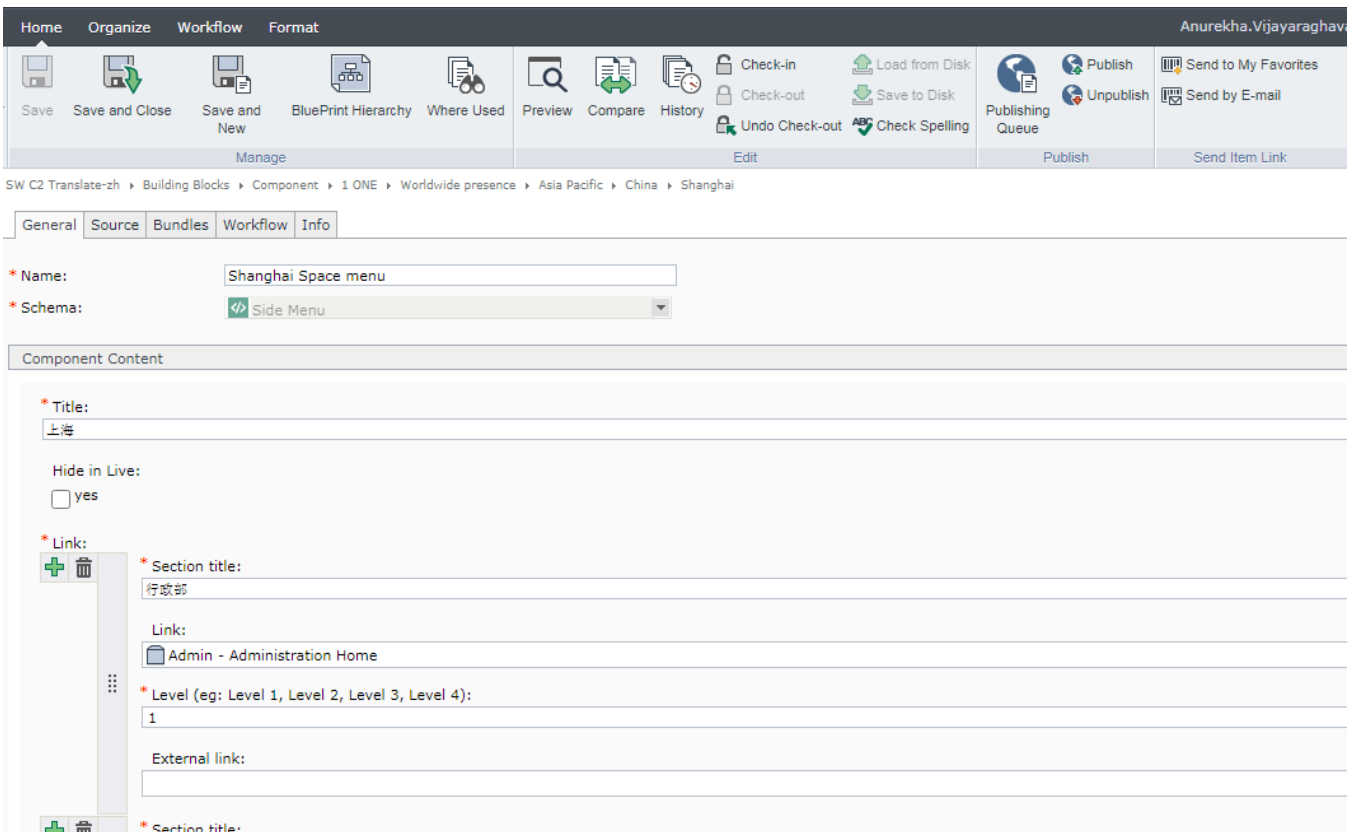 Home Organize Workflow Format Anurekha.Vijayaraghava
Save Save and Close Save and New BluePrint Hierarchy Where Used Preview Compare History Check-in Check-out Undo Check-out Load from Disk Save to Disk Check Spelling Publishing Queue Publish Unpublish Send to My Favorites Send by E-mail
Manage Edit Publish Send Item Link
SW C2 Translate-zh Building Blocks Component 1 ONE Worldwide presence Asia Pacific China Shanghai
General Source Bundles Workflow Info
* Name: Shanghai Space menu
* Schema: Side Menu
Component Content
* Title:
上海
Hide in Live:
yes
* Link:
* Section title:
行政部
Link:
Admin - Administration Home
* Level (eg: Level 1, Level 2, Level 3, Level 4):
1
External link:
* Section title: